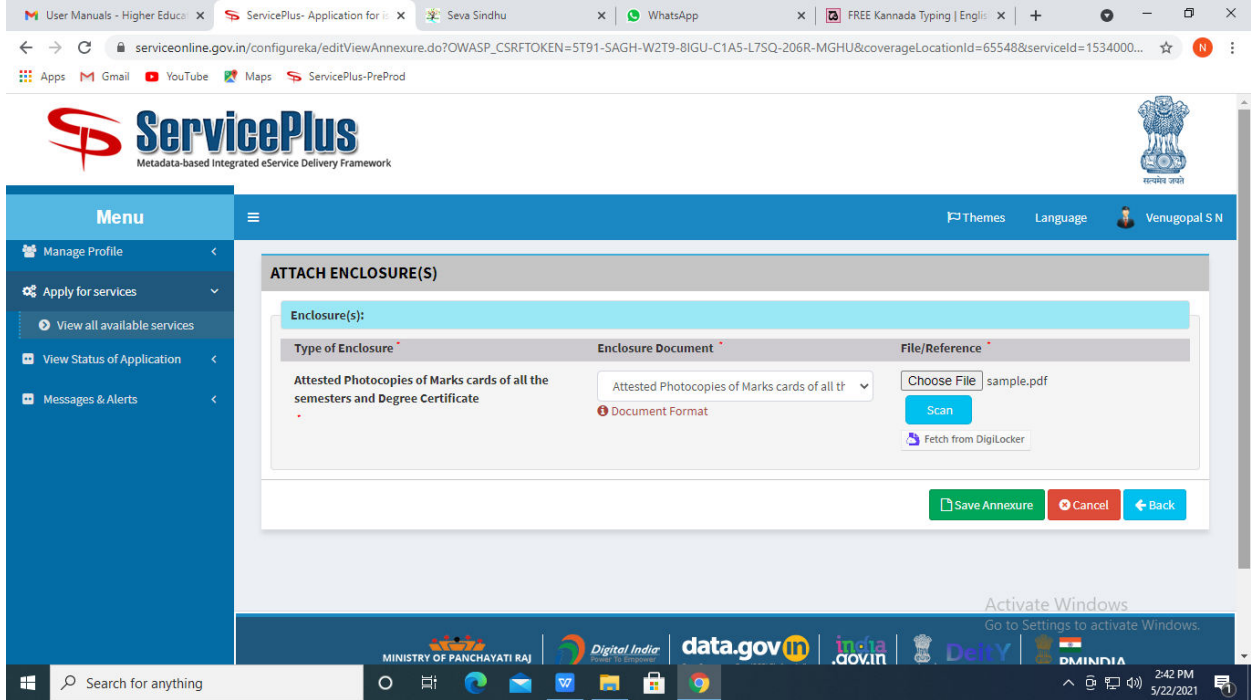 User Manuals - Higher Educat
ServicePlus- Application for is
Seva Sindhu
WhatsApp
FREE Kannada Typing | Englis
serviceonline.gov.in/configureka/editViewAnnexure.do?OWASP_CSRFTOKEN=5T91-SAGH-W2T9-8IGU-C1A5-L7SQ-206R-MGHU&coverageLocationId=65548&serviceId=1534000...
N
Apps Gmail YouTube Maps ServicePlus-PreProd
ServicePlus
Metadata-based Integrated eService Delivery Framework
सत्यमेव जयते
Menu
Themes Language Venugopal S N
Manage Profile
Apply for services
View all available services
View Status of Application
Messages & Alerts
ATTACH ENCLOSURE(S)
Enclosure(s):
Type of Enclosure * Enclosure Document * File/Reference *
Attested Photocopies of Marks cards of all the
semesters and Degree Certificate
*
Attested Photocopies of Marks cards of all th
Document Format
Choose File sample.pdf
Scan
Fetch from DigiLocker
Save Annexure Cancel Back
Activate Windows
Go to Settings to activate Windows.
MINISTRY OF PANCHAYATI RAJ
Digital India
Power To Empower
data.gov in
india
.gov.in
DeitY
PMINDIA
Search for anything
2:42 PM
5/22/2021
1